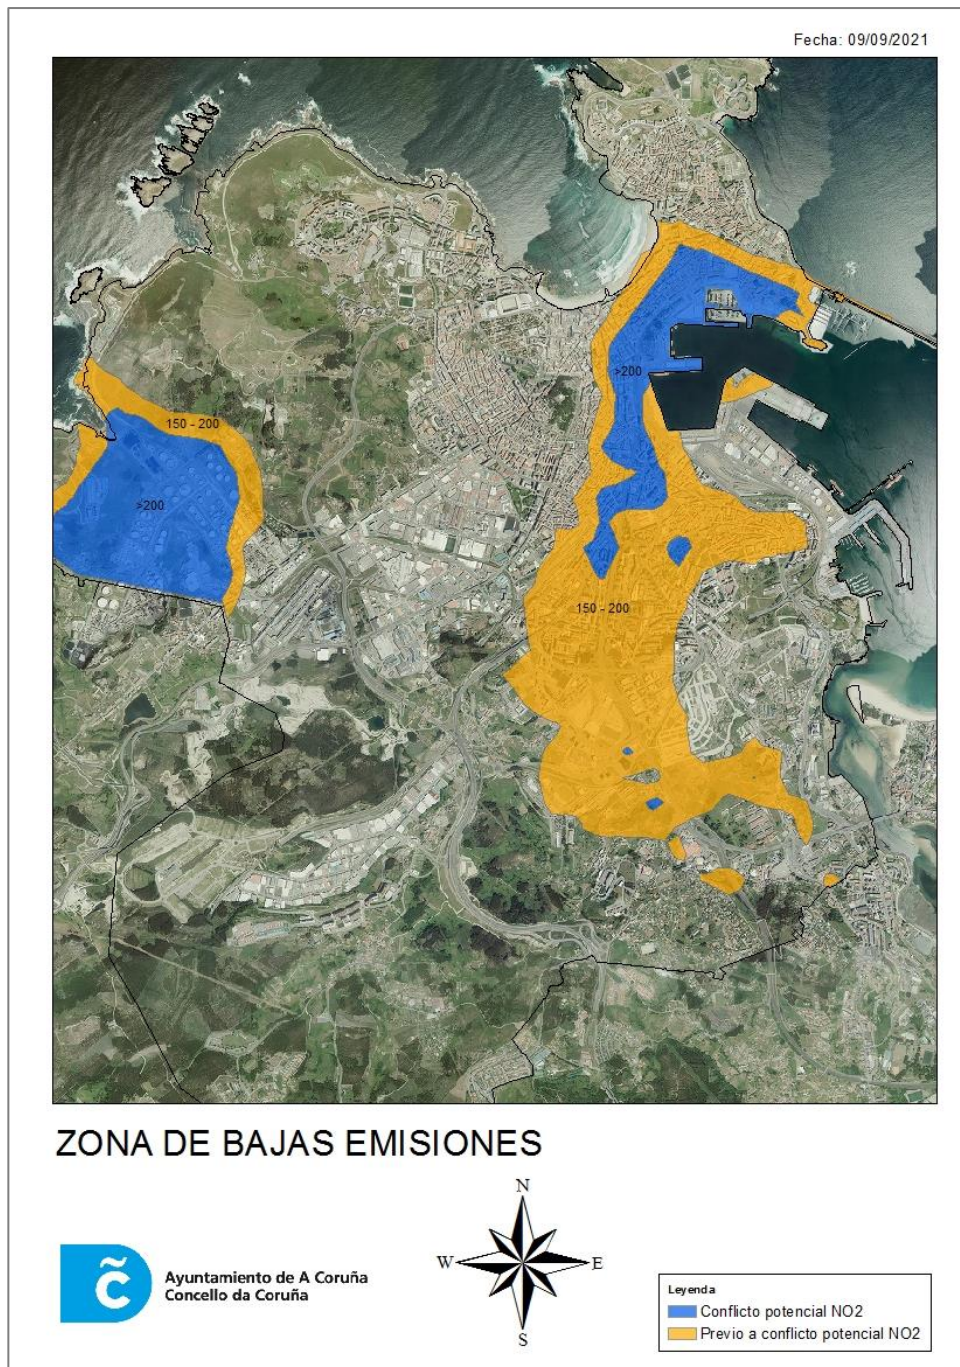 Fecha: 09/09/2021
>200
150 - 200
>200
150 - 200
ZONA DE BAJAS EMISIONES
N
W
E
S
Ayuntamiento de A Coruña
Concello da Coruña
Leyenda
Conflicto potencial NO2
Previo a conflicto potencial NO2